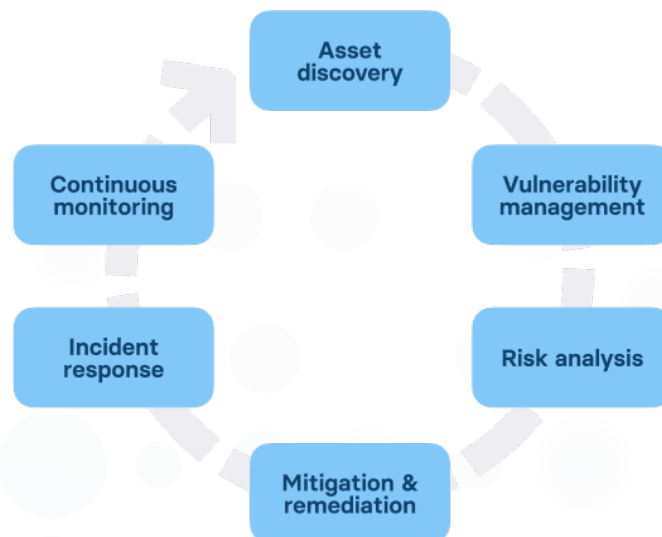 Asset
discovery
Vulnerability
management
Risk analysis
Mitigation &
remediation
Incident
response
Continuous
monitoring